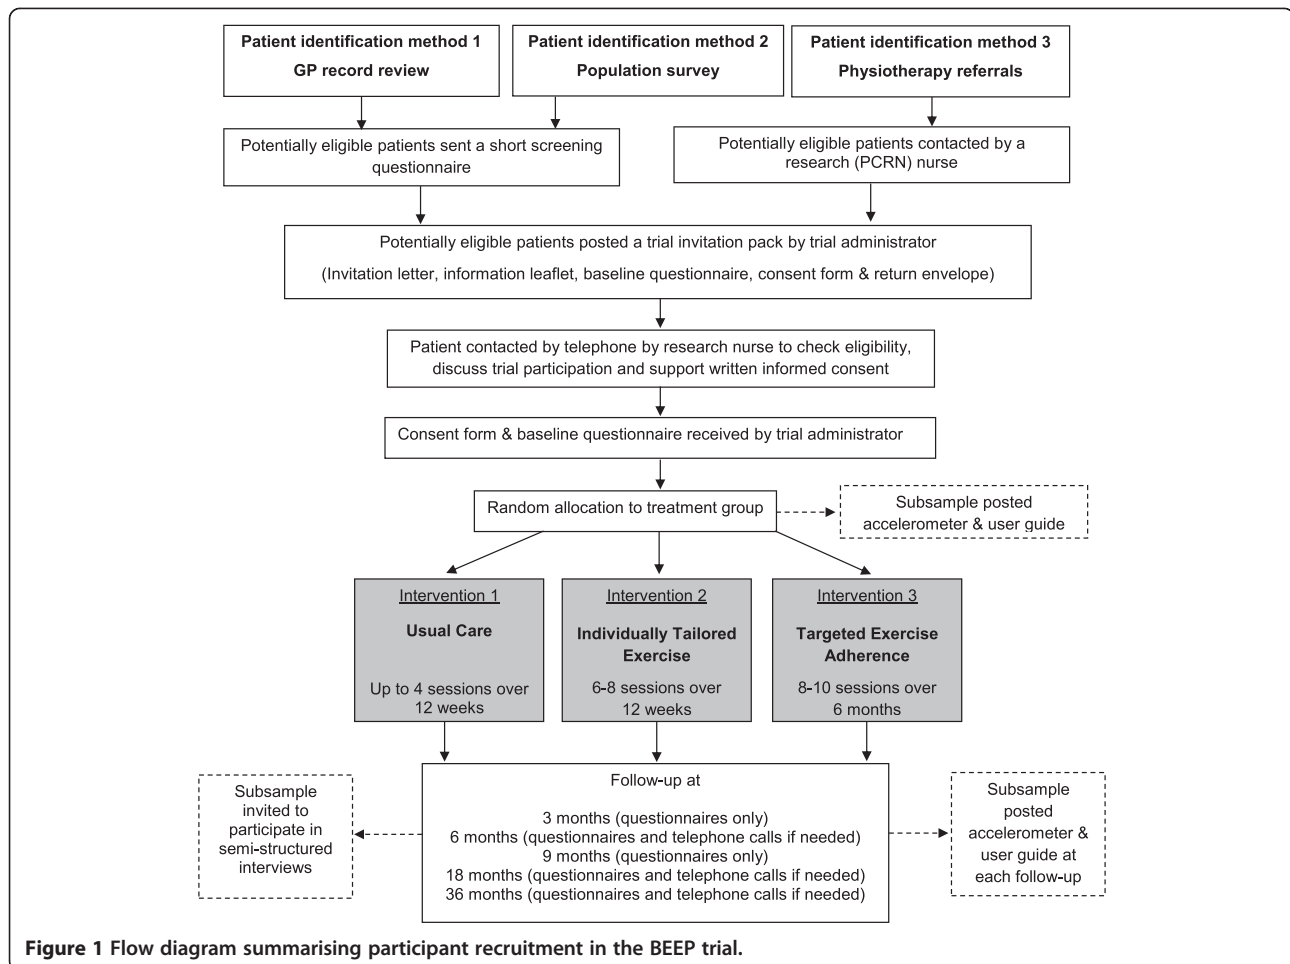 Patient identification method 1
GP record review
Patient identification method 2
Population survey
Patient identification method 3
Physiotherapy referrals
Potentially eligible patients sent a short screening
questionnaire
Potentially eligible patients contacted by a
research (PCRN) nurse
Potentially eligible patients posted a trial invitation pack by trial administrator
(Invitation letter, information leaflet, baseline questionnaire, consent form & return envelope)
Patient contacted by telephone by research nurse to check eligibility,
discuss trial participation and support written informed consent
Consent form & baseline questionnaire received by trial administrator
Random allocation to treatment group
Subsample posted
accelerometer & user guide
Intervention 1
Usual Care
Up to 4 sessions over
12 weeks
Intervention 2
Individually Tailored
Exercise
6-8 sessions over
12 weeks
Intervention 3
Targeted Exercise
Adherence
8-10 sessions over
6 months
Subsample
invited to
participate in
semi-structured
interviews
Follow-up at
3 months (questionnaires only)
6 months (questionnaires and telephone calls if needed)
9 months (questionnaires only)
18 months (questionnaires and telephone calls if needed)
36 months (questionnaires and telephone calls if needed)
Subsample
posted
accelerometer &
user guide at
each follow-up
Figure 1 Flow diagram summarising participant recruitment in the BEEP trial.